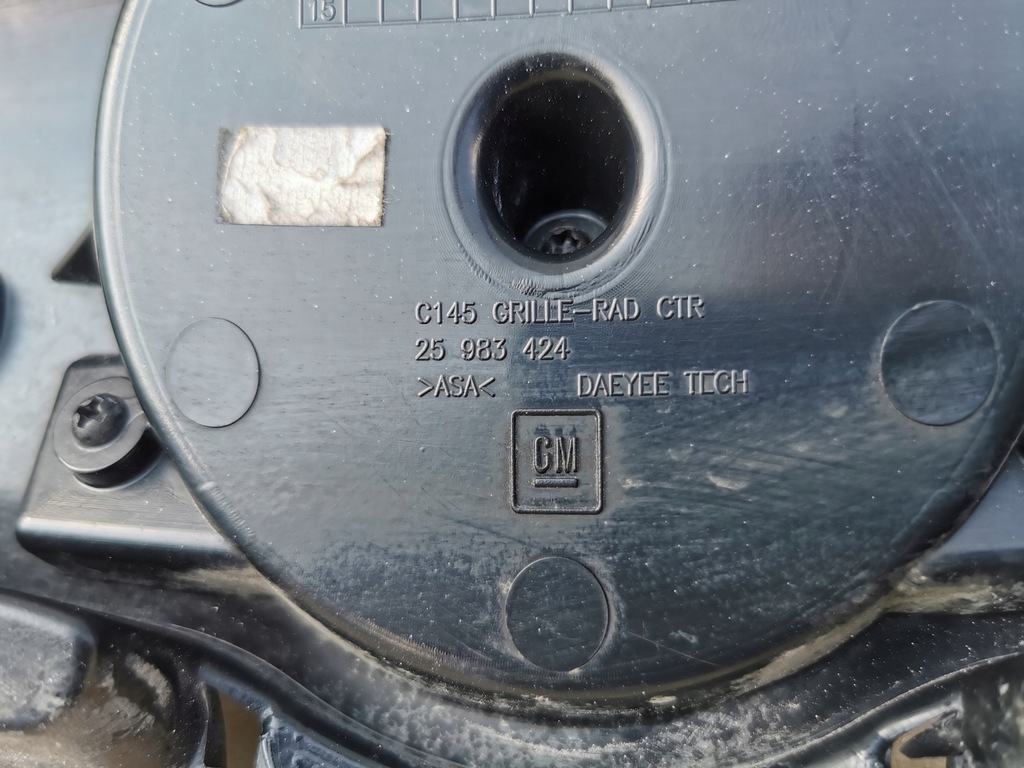 15
C145 GRILLE-RAD CTR
25 983 424
>ASA< DAEYEE TECH
GM